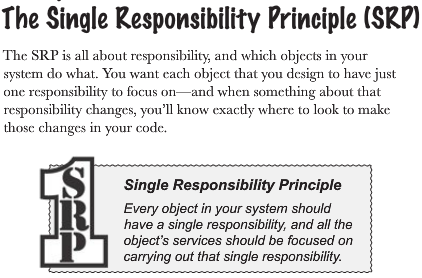 The Single Responsibility Principle (SRP)
The SRP is all about responsibility, and which objects in your
system do what. You want each object that you design to have just
one responsibility to focus on—and when something about that
responsibility changes, you'll know exactly where to look to make
those changes in your code.
1
SRP
Single Responsibility Principle
Every object in your system should
have a single responsibility, and all the
object's services should be focused on
carrying out that single responsibility.